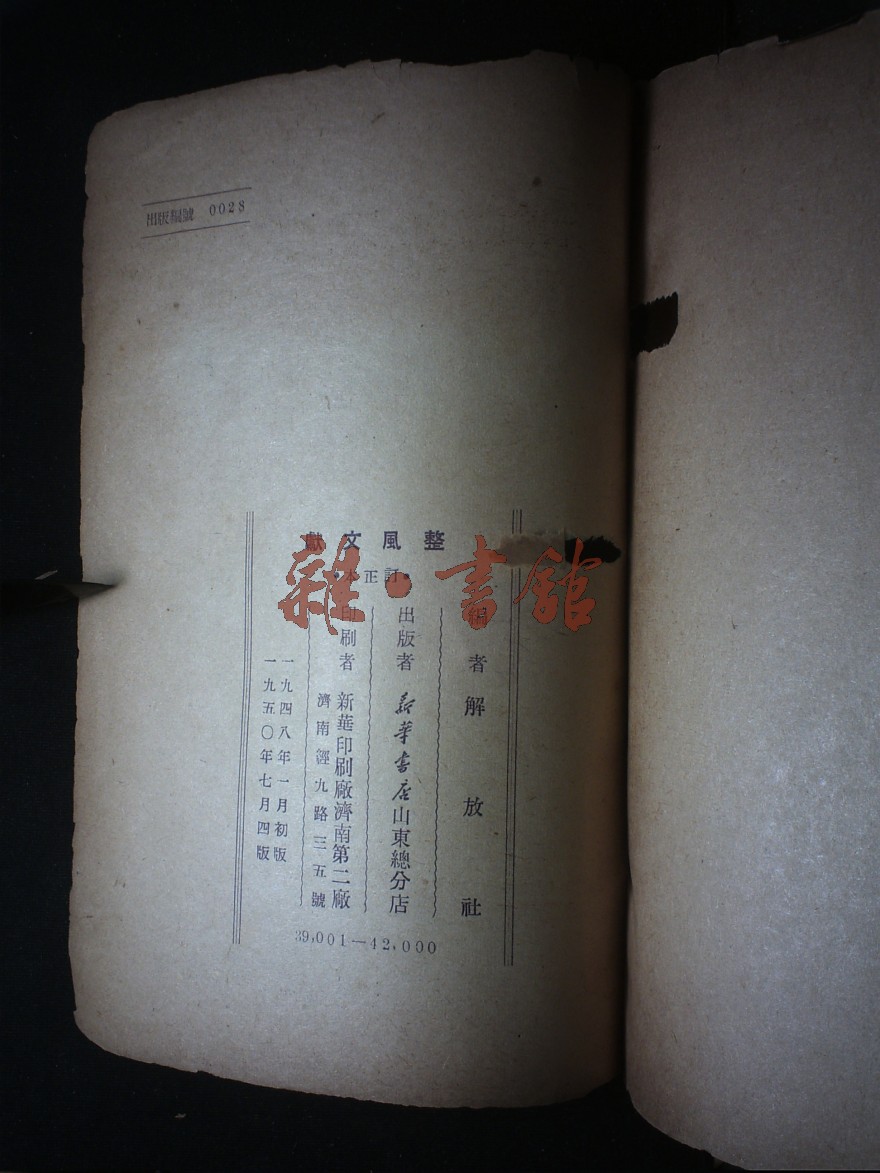 出版編號 0028
整風文獻
訂正本
編者 解放社
出版者 新華書店山東總分店
印刷者 新華印刷廠濟南第二廠
濟南經九路三五號
一九四八年一月初版
一九五〇年七月四版
39,001—42,000
雜·書館